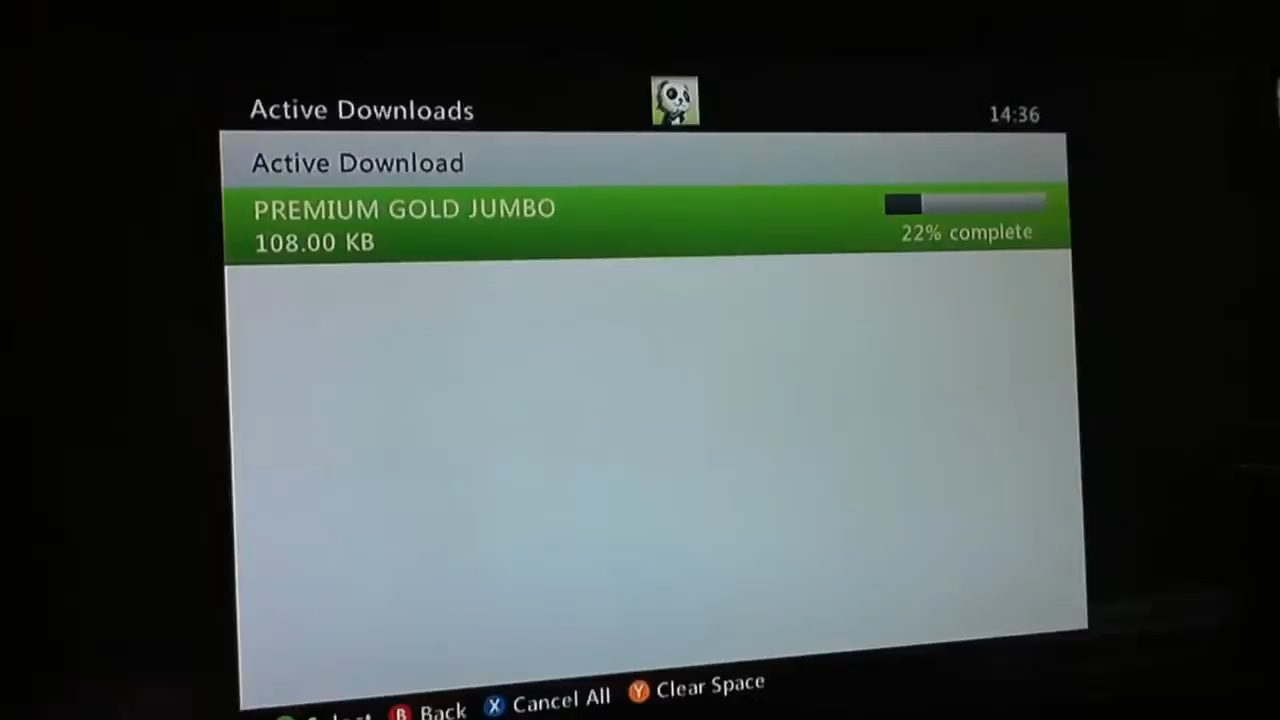 Active Downloads
14:36
Active Download
PREMIUM GOLD JUMBO
108.00 KB
22% complete
B Back X Cancel All Y Clear Space